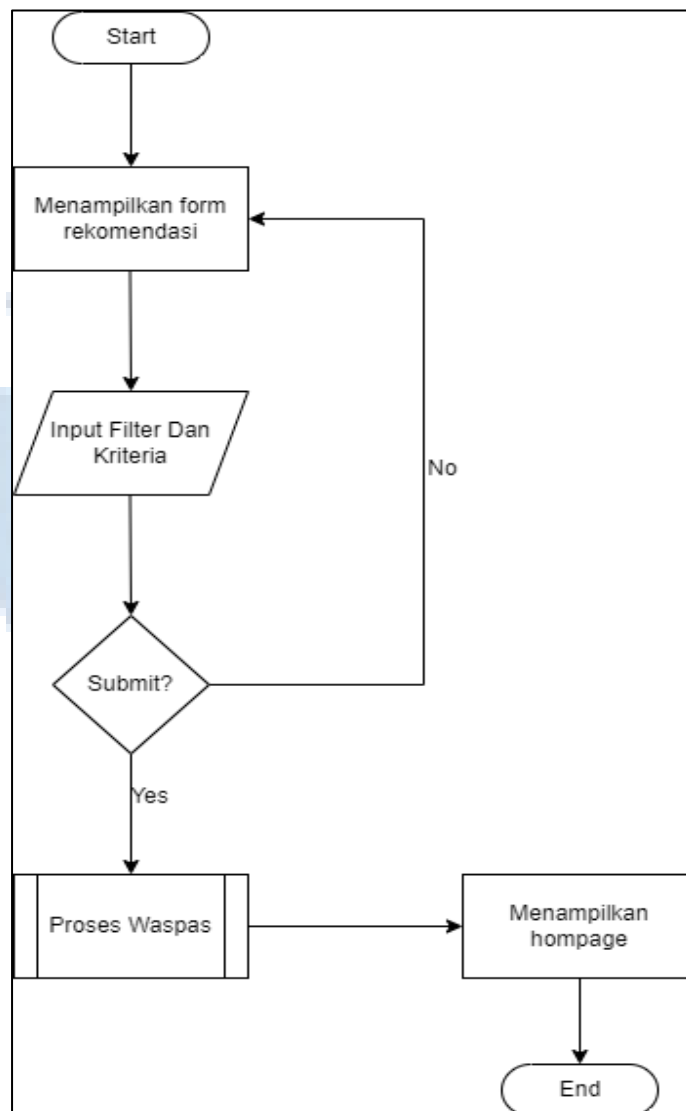 Start
Menampilkan form
rekomendasi
Input Filter Dan
Kriteria
No
Submit?
Yes
Proses Waspas
Menampilkan
hompage
End